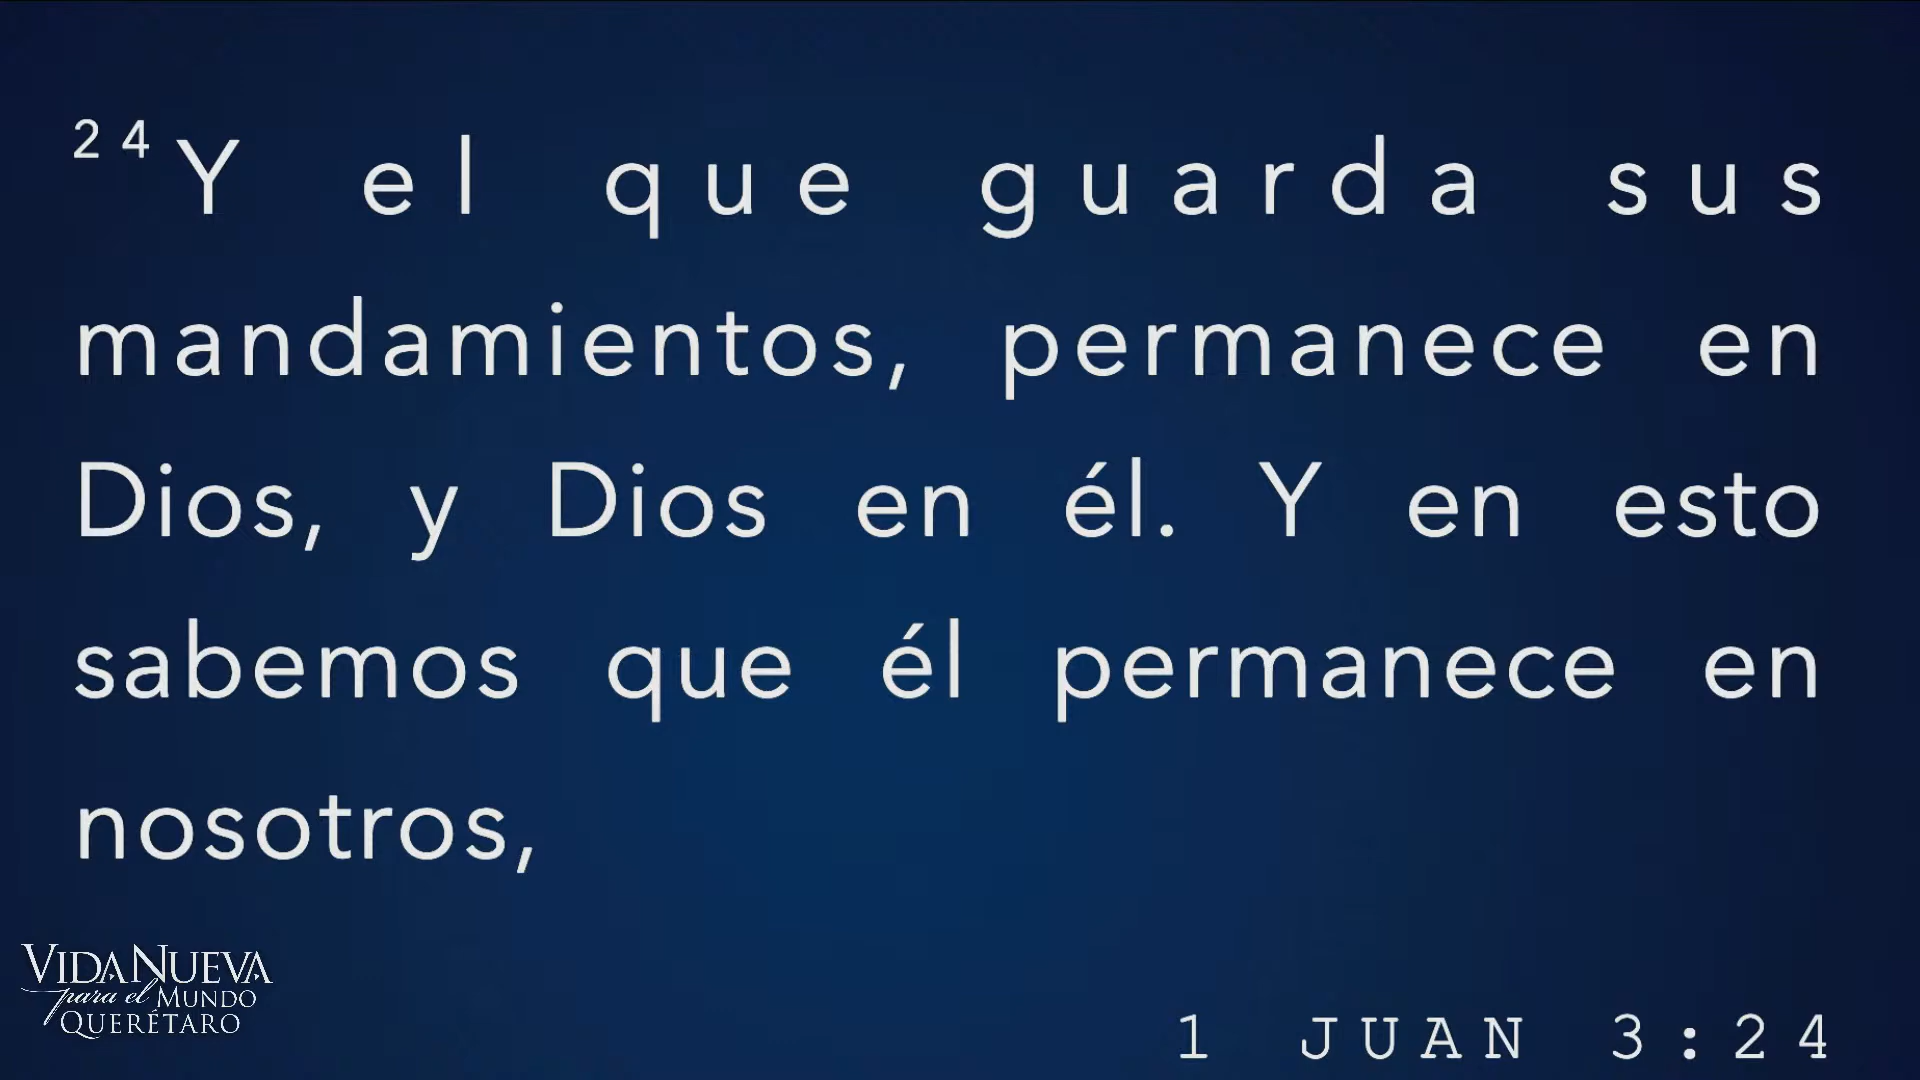 ²⁴Y el que guarda sus
mandamientos, permanece en
Dios, y Dios en él. Y en esto
sabemos que él permanece en
nosotros,
VIDA NUEVA
para el MUNDO
QUERÉTARO
1 JUAN 3:24